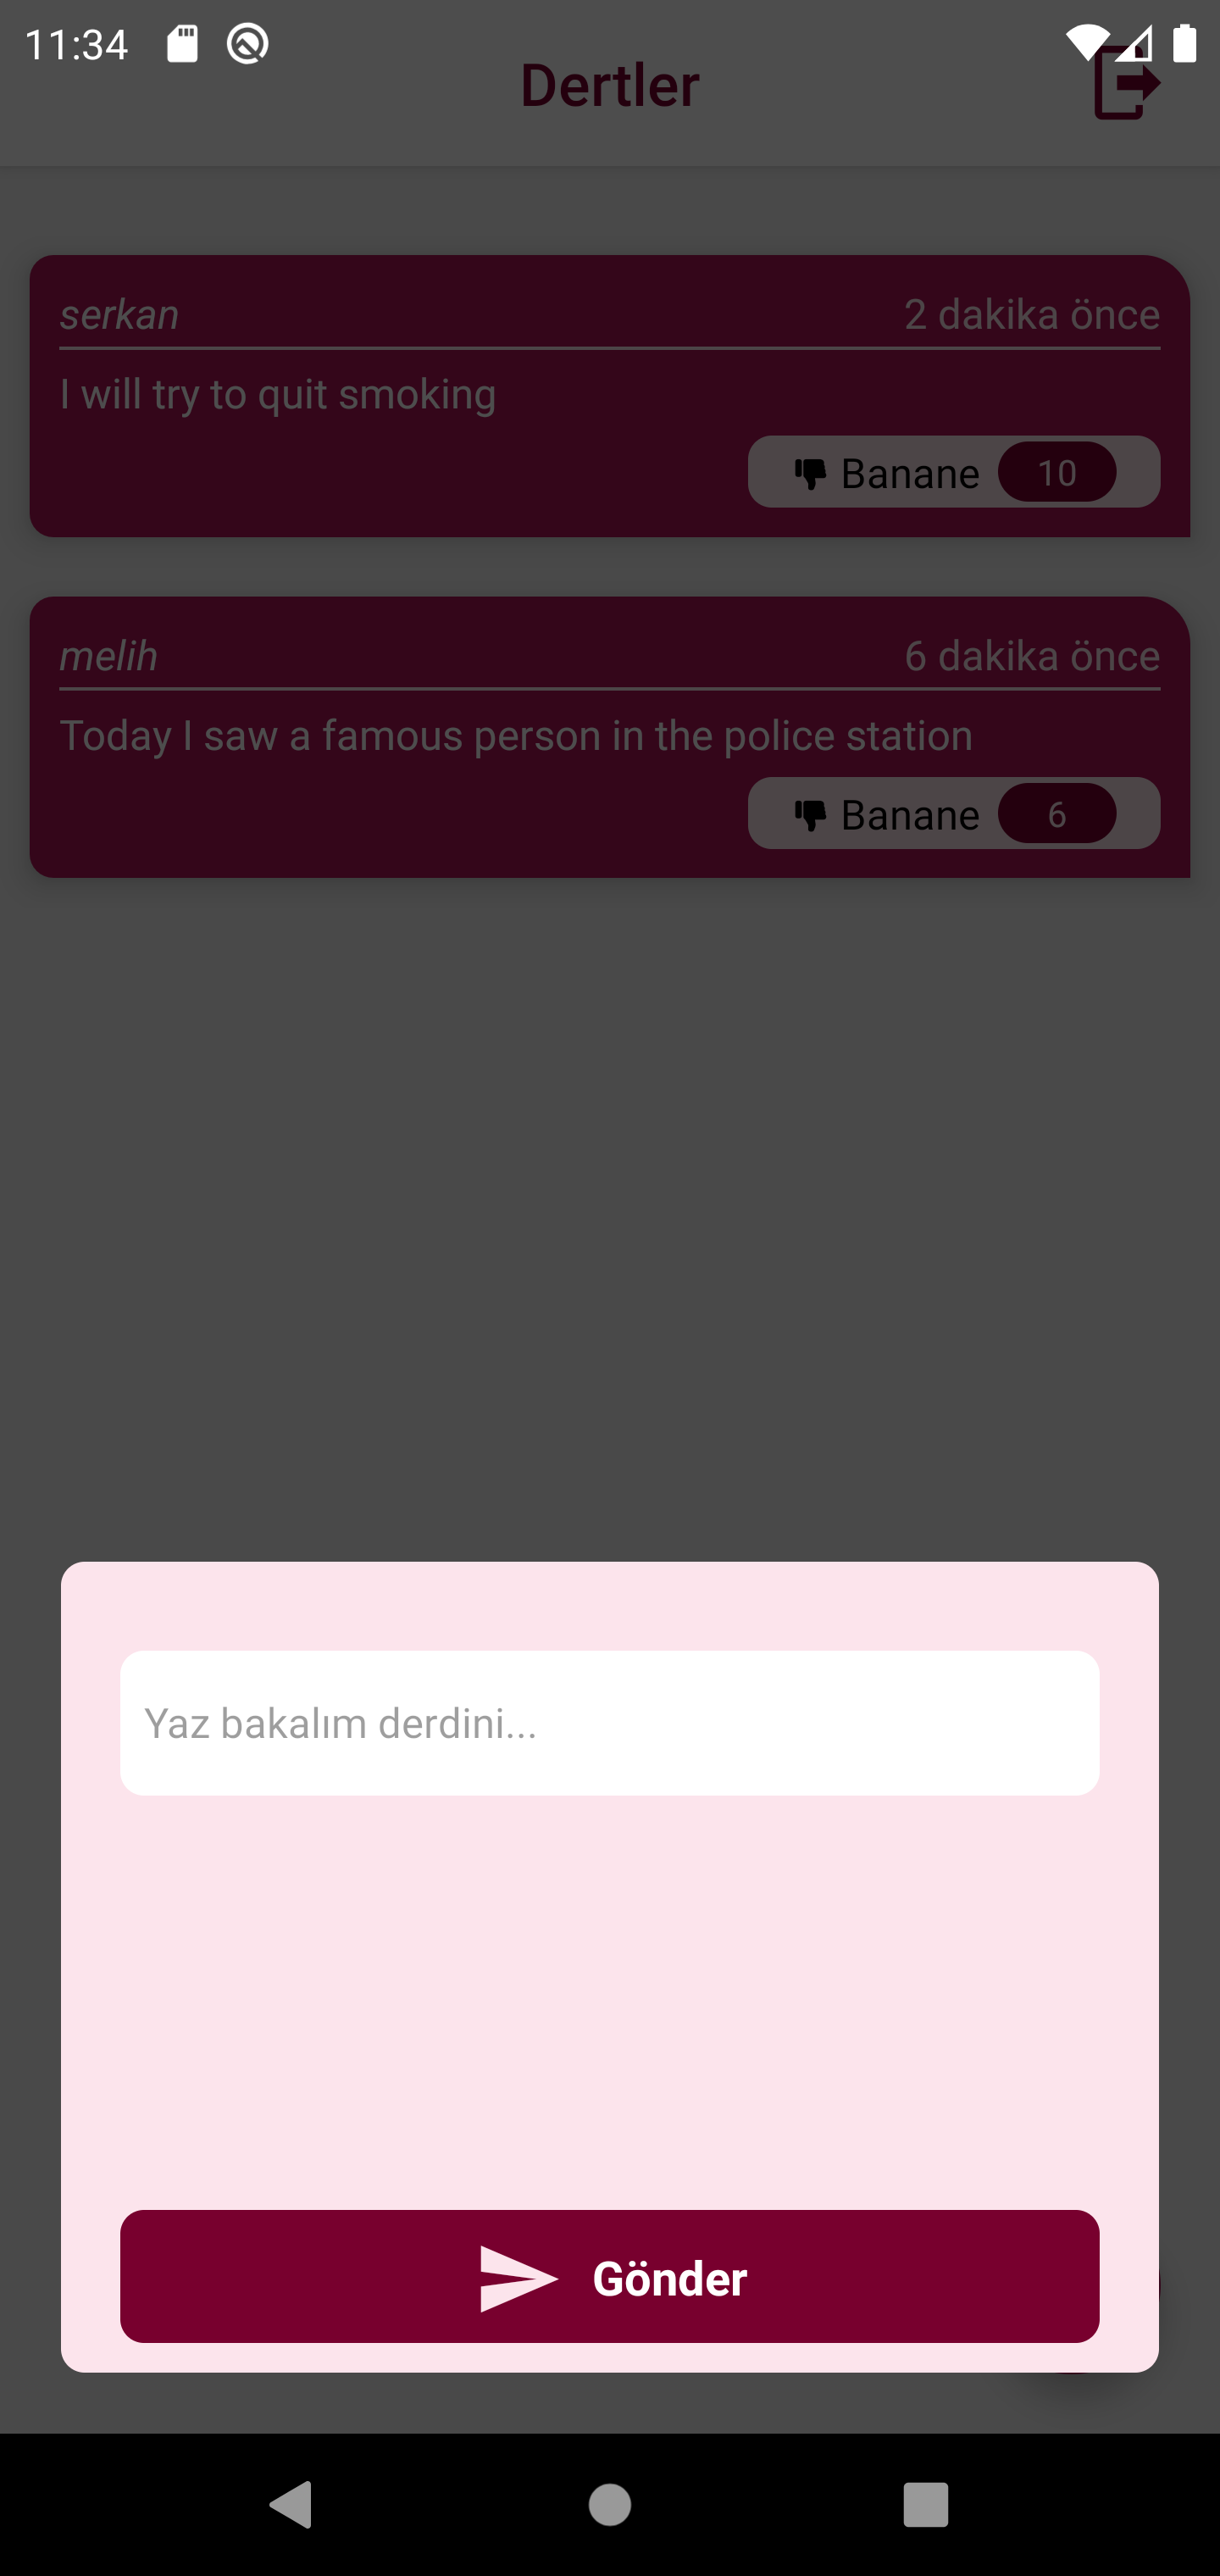 11:34
Dertler
serkan 2 dakika önce
I will try to quit smoking
Banane 10
melih 6 dakika önce
Today I saw a famous person in the police station
Banane 6
Yaz bakalım derdini...
Gönder